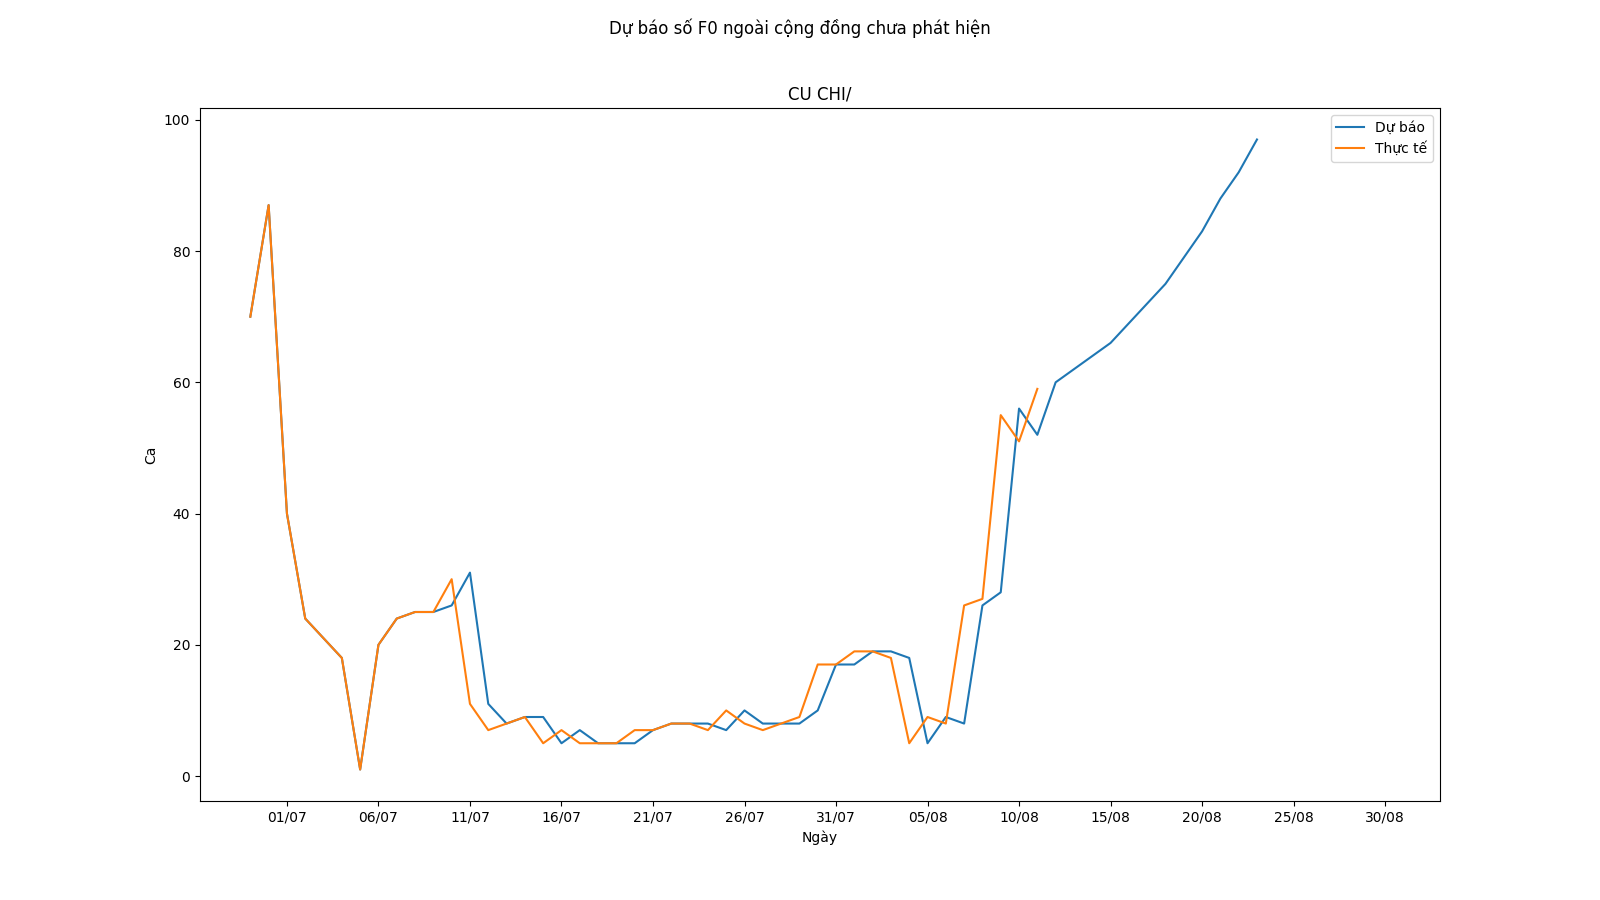 Dự báo số F0 ngoài cộng đồng chưa phát hiện
CU CHI/
Dự báo
Thực tế
Ca
100
80
60
40
20
0
01/07 06/07 11/07 16/07 21/07 26/07 31/07 05/08 10/08 15/08 20/08 25/08 30/08
Ngày